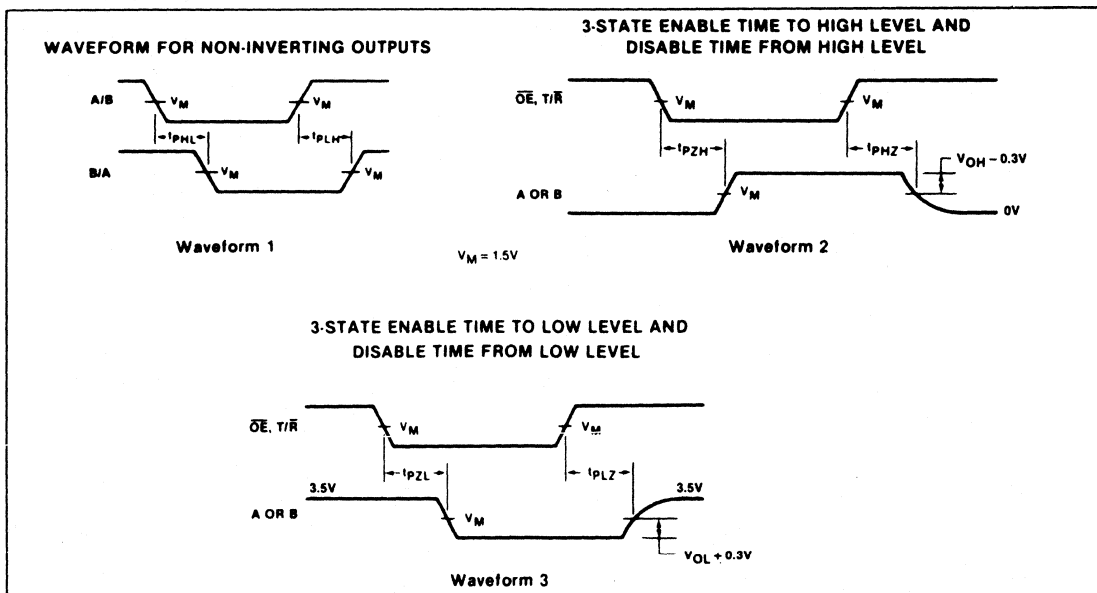 WAVEFORM FOR NON-INVERTING OUTPUTS
A/B
VM
VM
tPHL
tPLH
B/A
VM
VM
Waveform 1
3-STATE ENABLE TIME TO HIGH LEVEL AND
DISABLE TIME FROM HIGH LEVEL
O̅E̅, T/R̅
VM
VM
tPZH
tPHZ
VOH – 0.3V
A OR B
VM
0V
Waveform 2
VM = 1.5V
3-STATE ENABLE TIME TO LOW LEVEL AND
DISABLE TIME FROM LOW LEVEL
O̅E̅, T/R̅
VM
VM
tPZL
tPLZ
3.5V
3.5V
A OR B
VM
VOL + 0.3V
Waveform 3